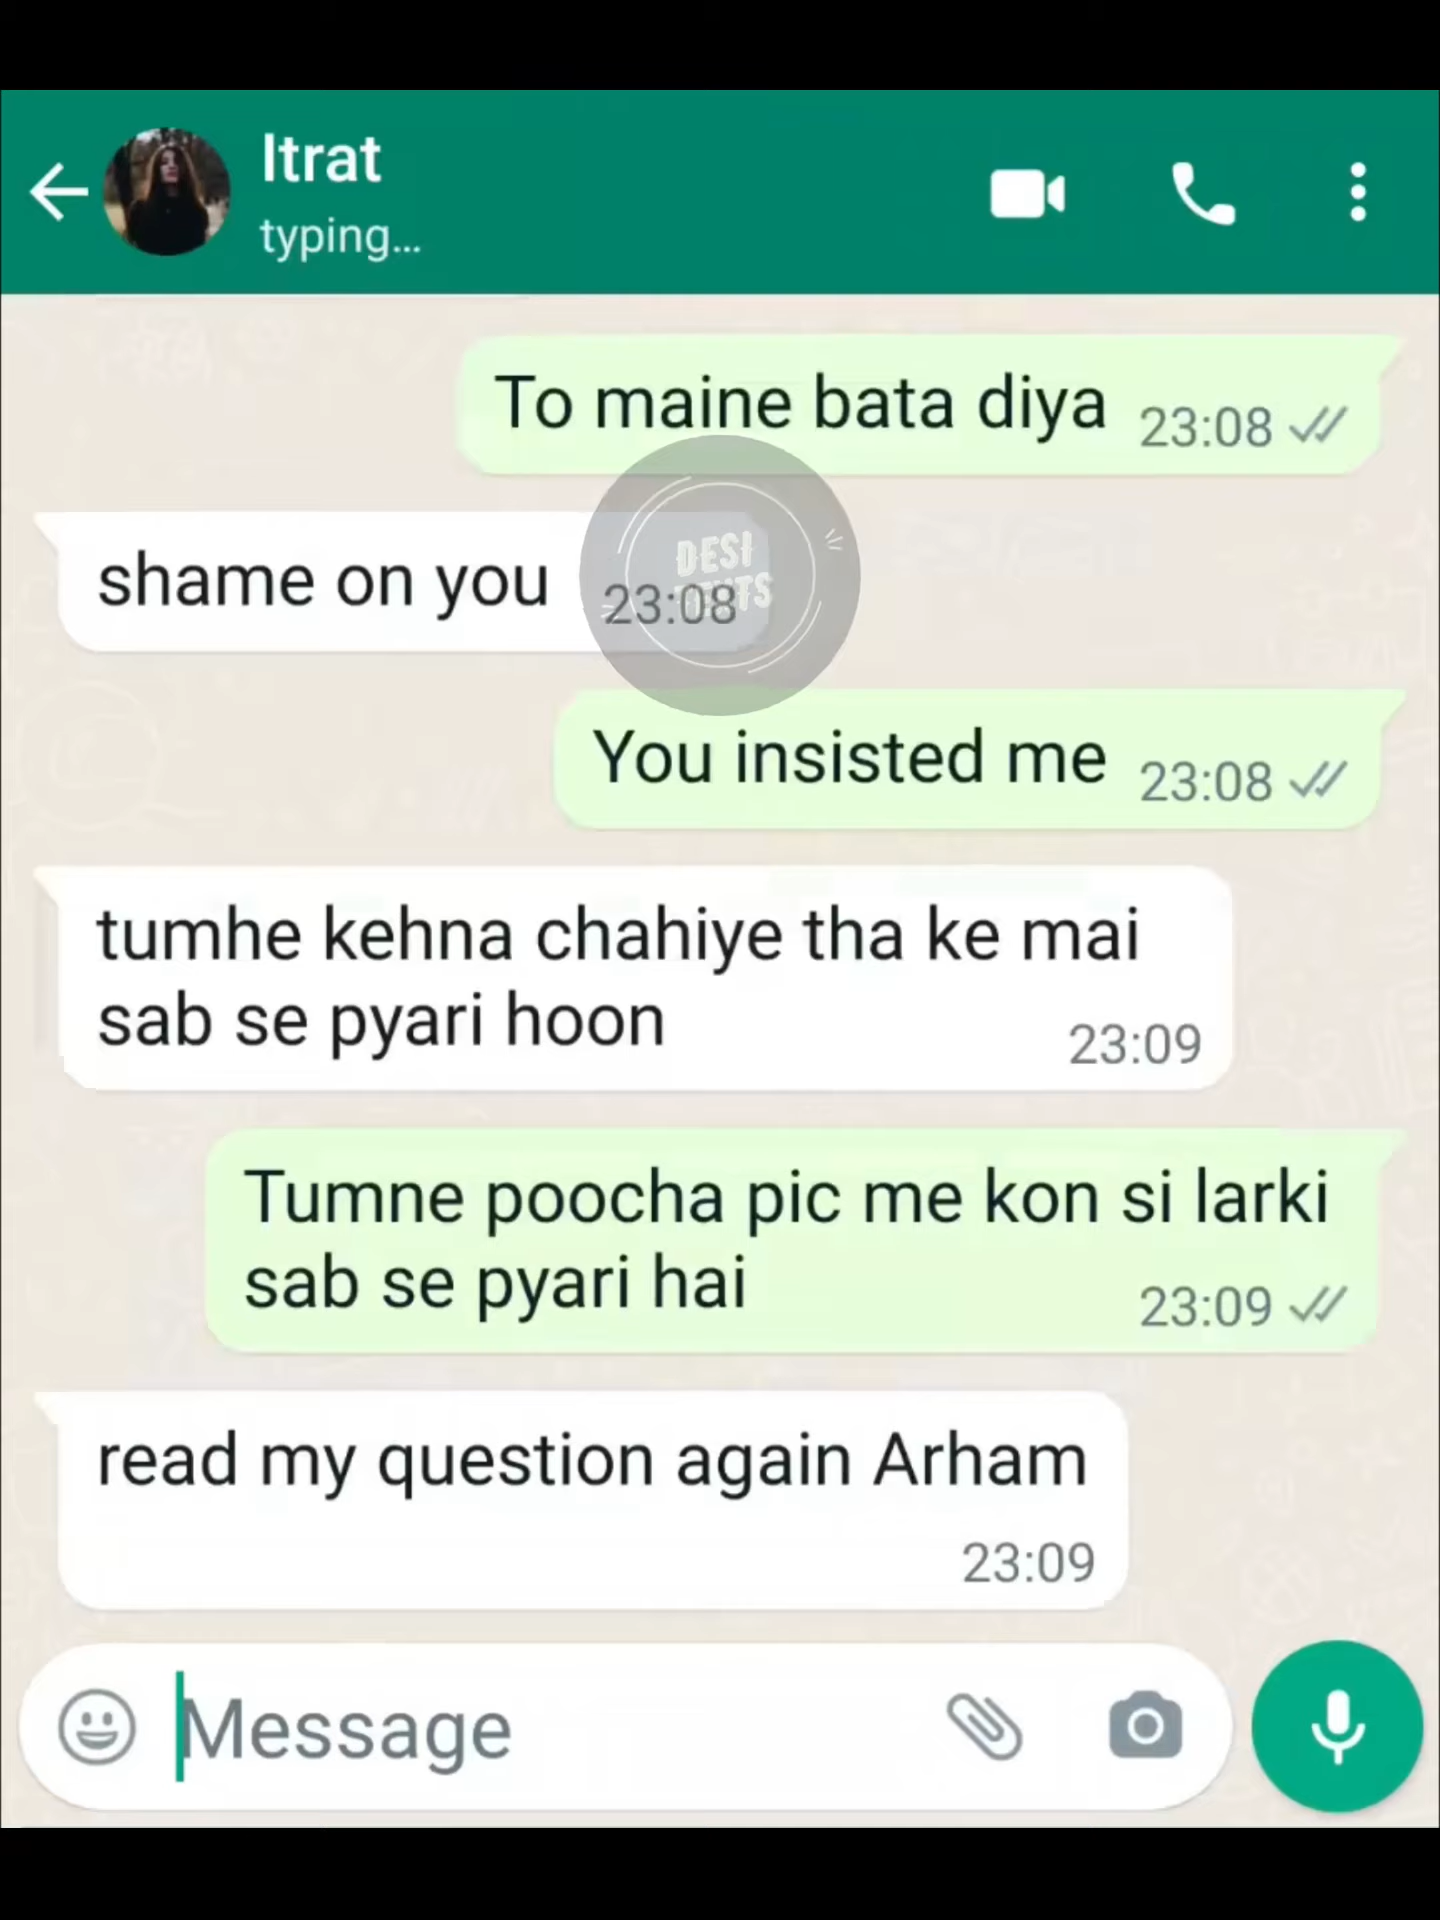 Itrat
typing...
To maine bata diya 23:08
shame on you 23:08
DESI
You insisted me 23:08
tumhe kehna chahiye tha ke mai
sab se pyari hoon 23:09
Tumne poocha pic me kon si larki
sab se pyari hai 23:09
read my question again Arham
23:09
Message